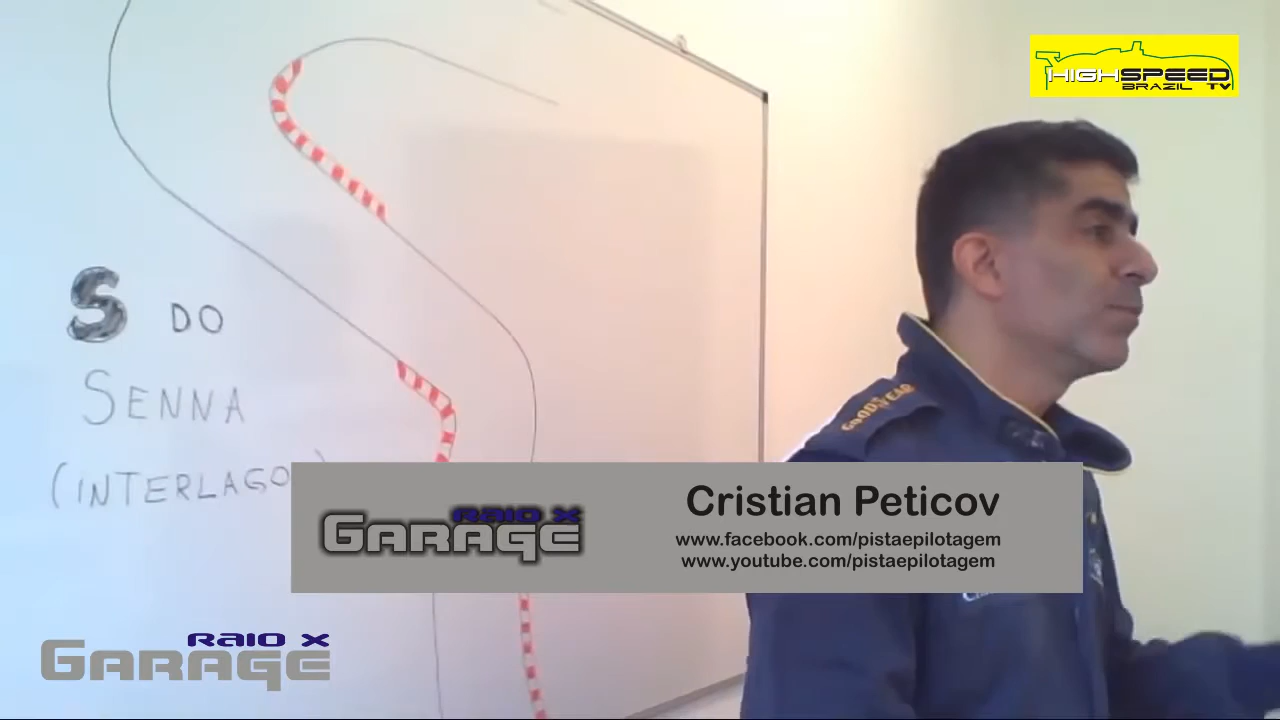 HIGHSPEED
BRAZIL TV
S DO
SENNA
(INTERLAGO
GOODYEAR
RAIO X
GARAGE
Cristian Peticov
www.facebook.com/pistaepilotagem
www.youtube.com/pistaepilotagem
RAIO X
GARAGE